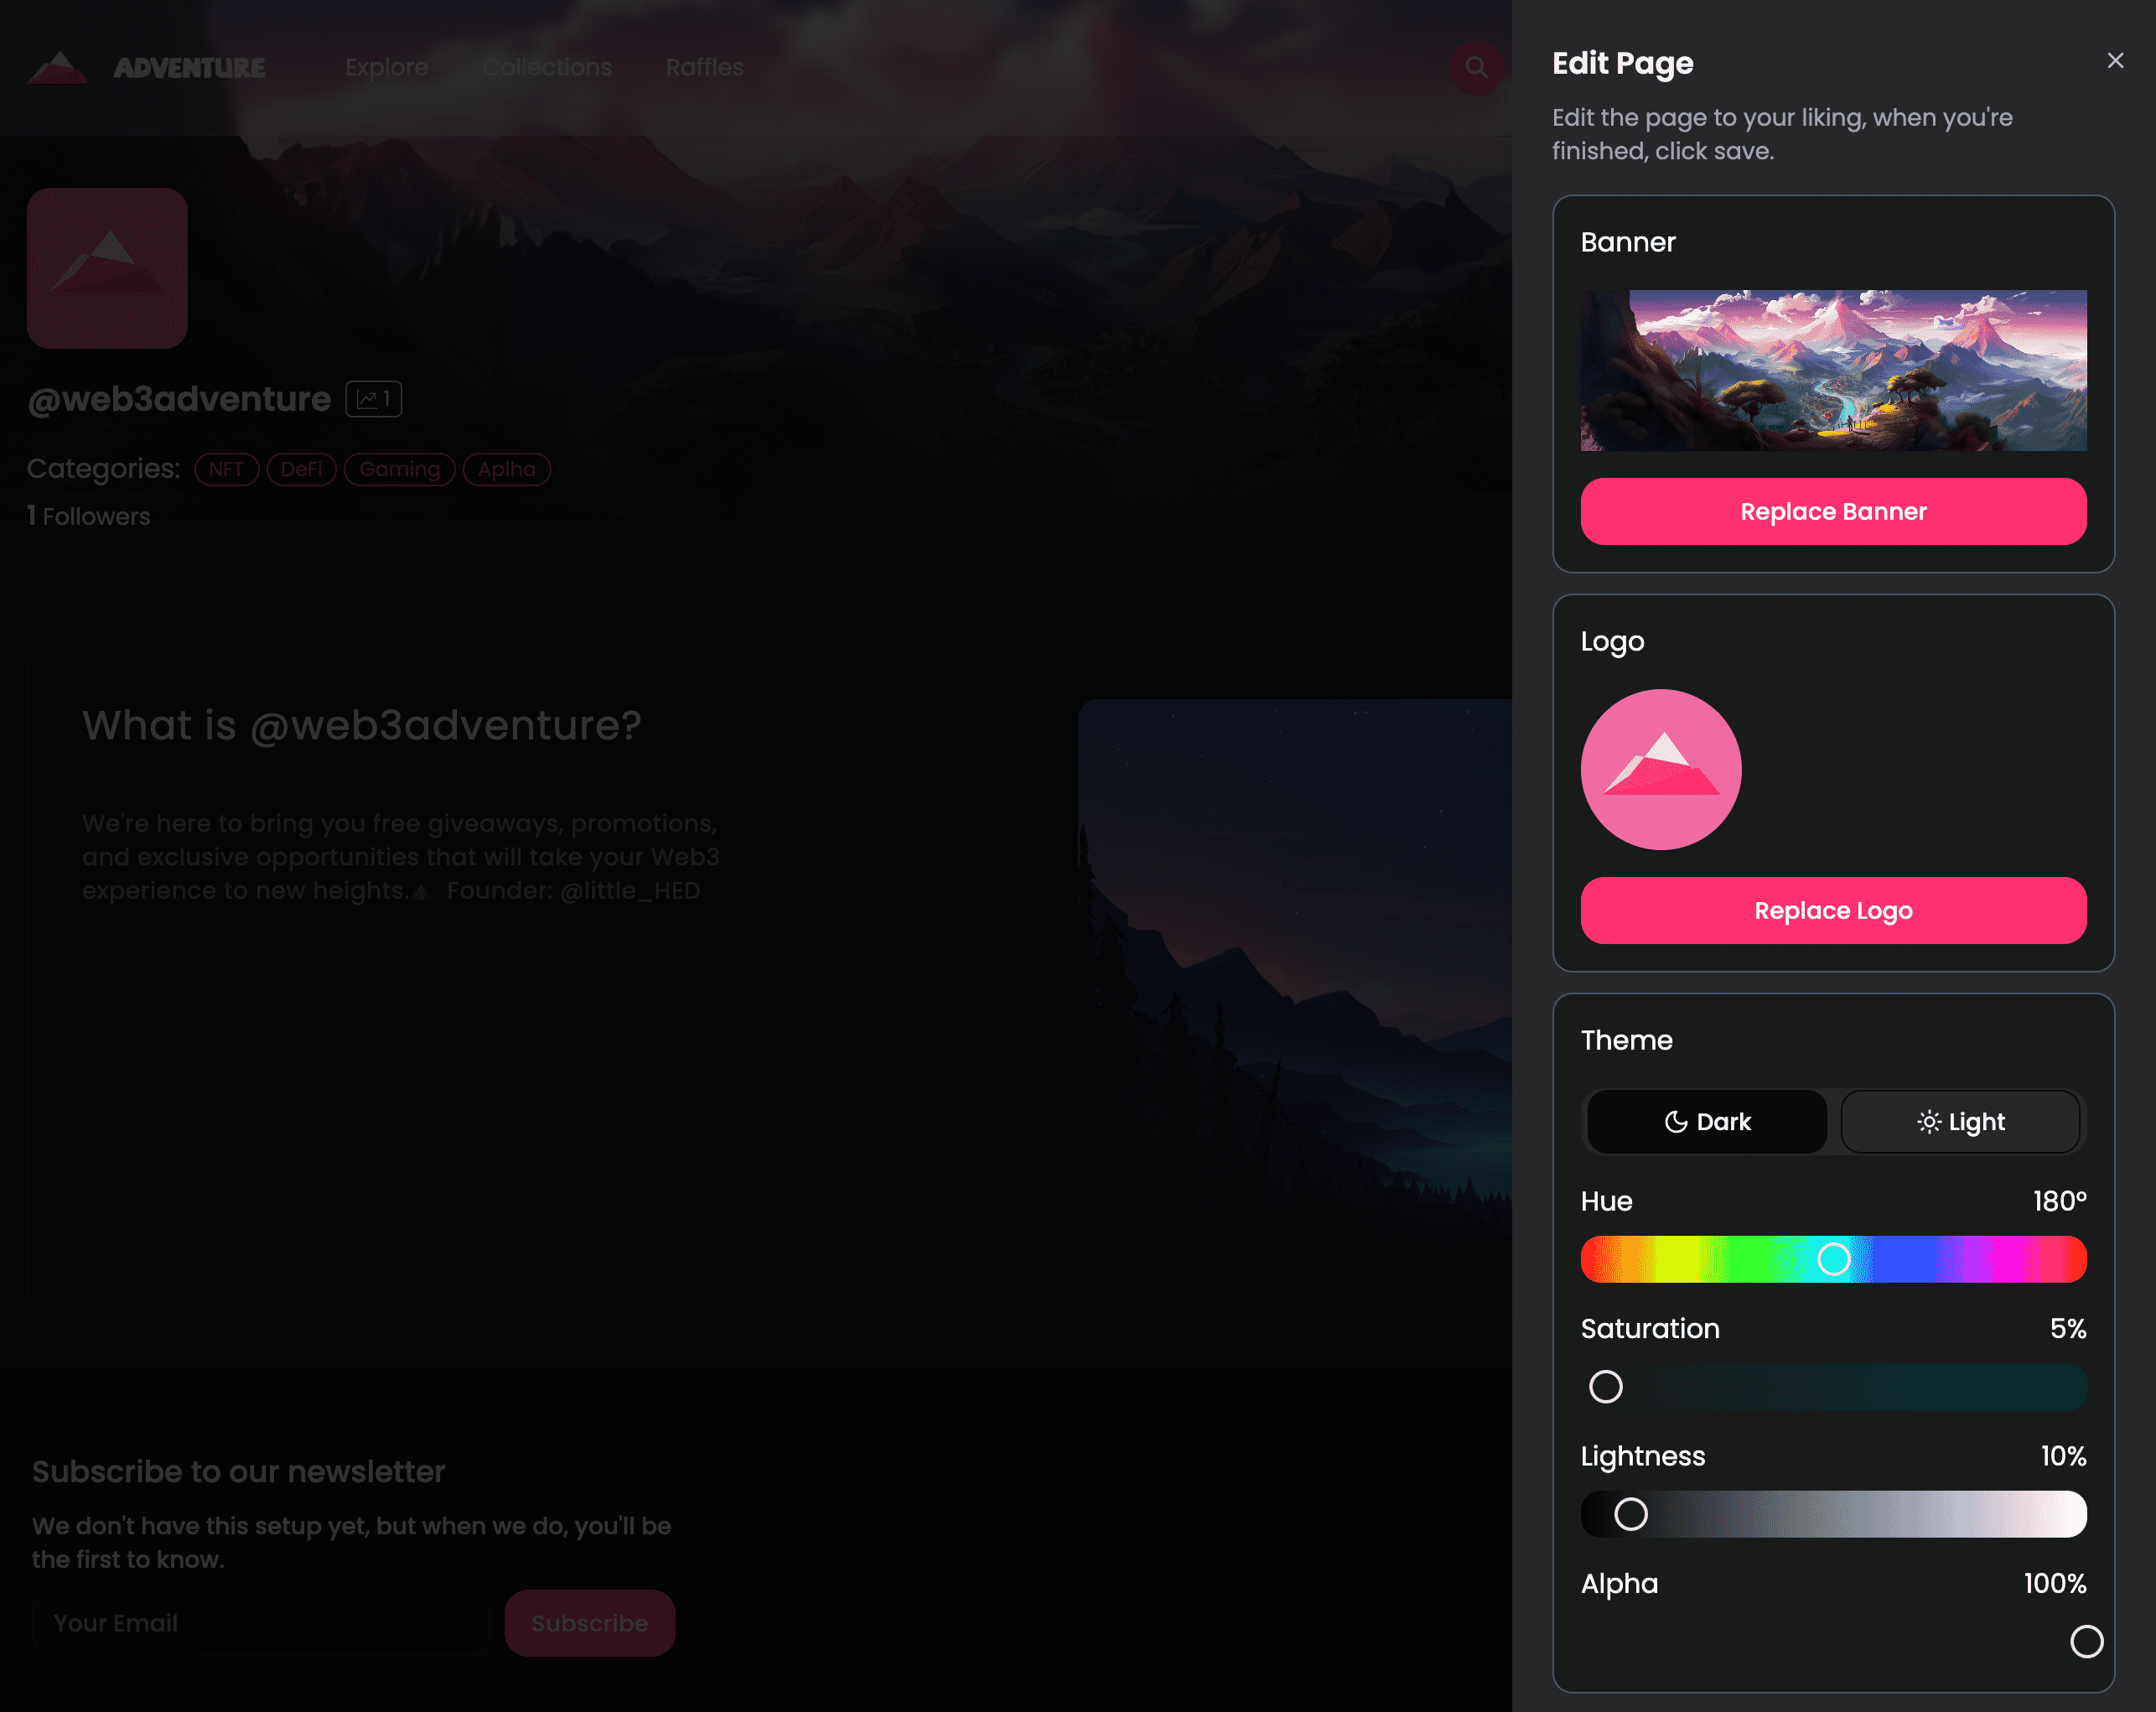 ADVENTURE
Explore
Collections
Raffles
@web3adventure
1
Categories:
NFT
DeFi
Gaming
Aplha
1 Followers
What is @web3adventure?
We're here to bring you free giveaways, promotions,
and exclusive opportunities that will take your Web3
experience to new heights. Founder: @little_HED
Subscribe to our newsletter
We don't have this setup yet, but when we do, you'll be
the first to know.
Your Email
Subscribe
Edit Page
Edit the page to your liking, when you're
finished, click save.
Banner
Replace Banner
Logo
Replace Logo
Theme
Dark
Light
Hue
180°
Saturation
5%
Lightness
10%
Alpha
100%